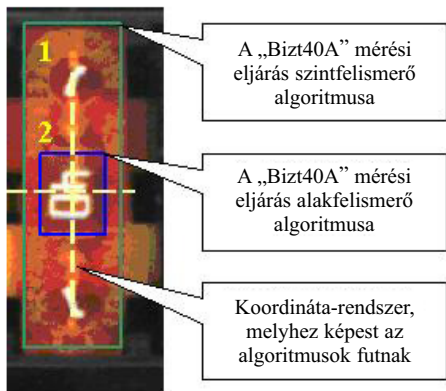 1
2
40
A „Bizt40A” mérési
eljárás szintfelismerő
algoritmusa
A „Bizt40A” mérési
eljárás alakfelismerő
algoritmusa
Koordináta-rendszer,
melyhez képest az
algoritmusok futnak